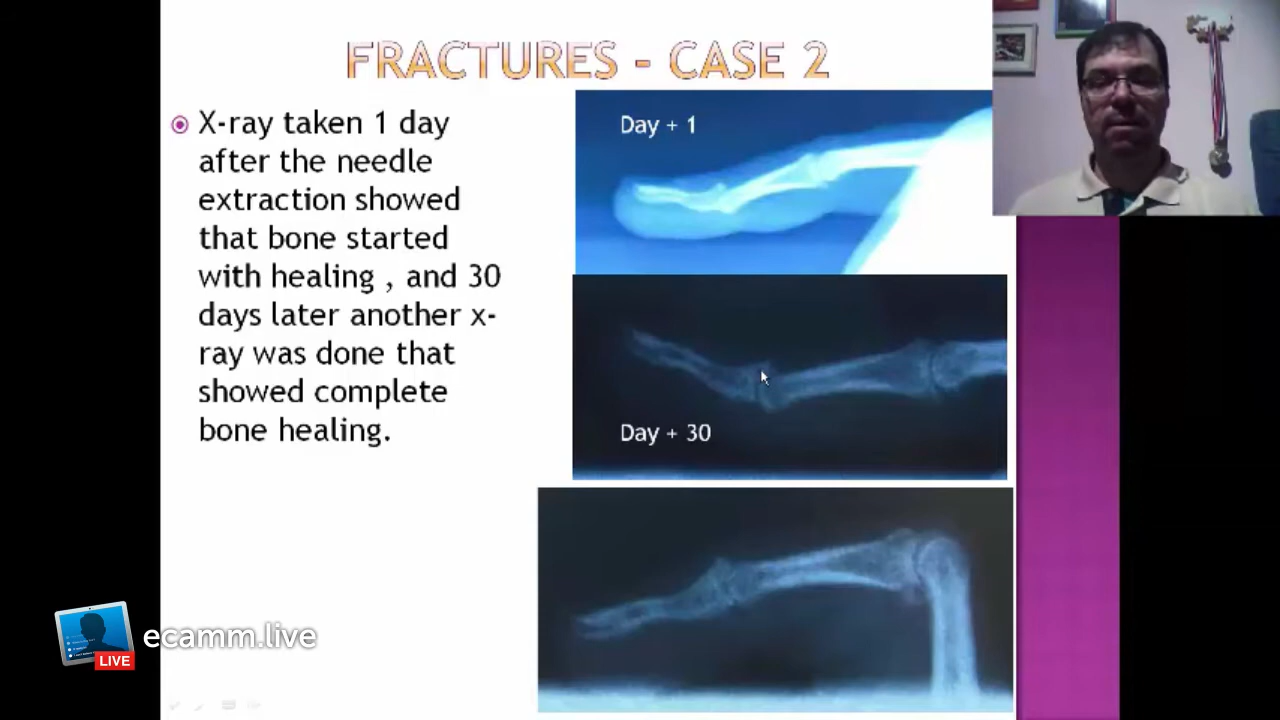 FRACTURES - CASE 2
X-ray taken 1 day
after the needle
extraction showed
that bone started
with healing , and 30
days later another x-
ray was done that
showed complete
bone healing.
Day + 1
Day + 30
ecamm.live
LIVE